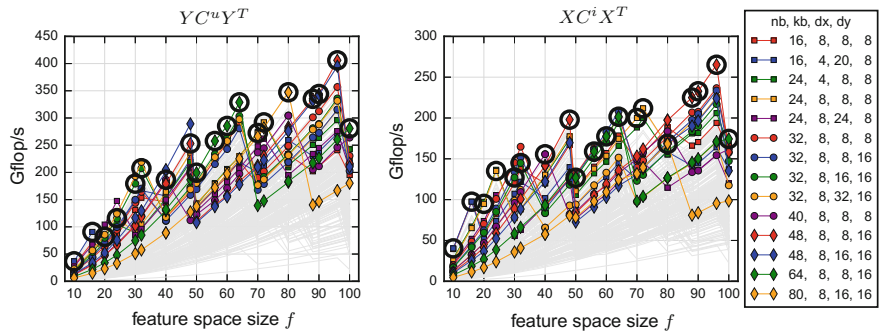 YCᵘYᵀ
XCⁱXᵀ
450
400
350
300
250
200
150
100
50
0
Gflop/s
10 20 30 40 50 60 70 80 90 100
feature space size f
300
250
200
150
100
50
0
Gflop/s
10 20 30 40 50 60 70 80 90 100
feature space size f
nb, kb, dx, dy
16, 8, 8, 8
16, 4, 20, 8
24, 4, 8, 8
24, 8, 8, 8
24, 8, 24, 8
32, 8, 8, 8
32, 8, 8, 16
32, 8, 16, 16
32, 8, 32, 16
40, 8, 8, 8
48, 8, 8, 16
48, 8, 16, 16
64, 8, 8, 16
80, 8, 16, 16